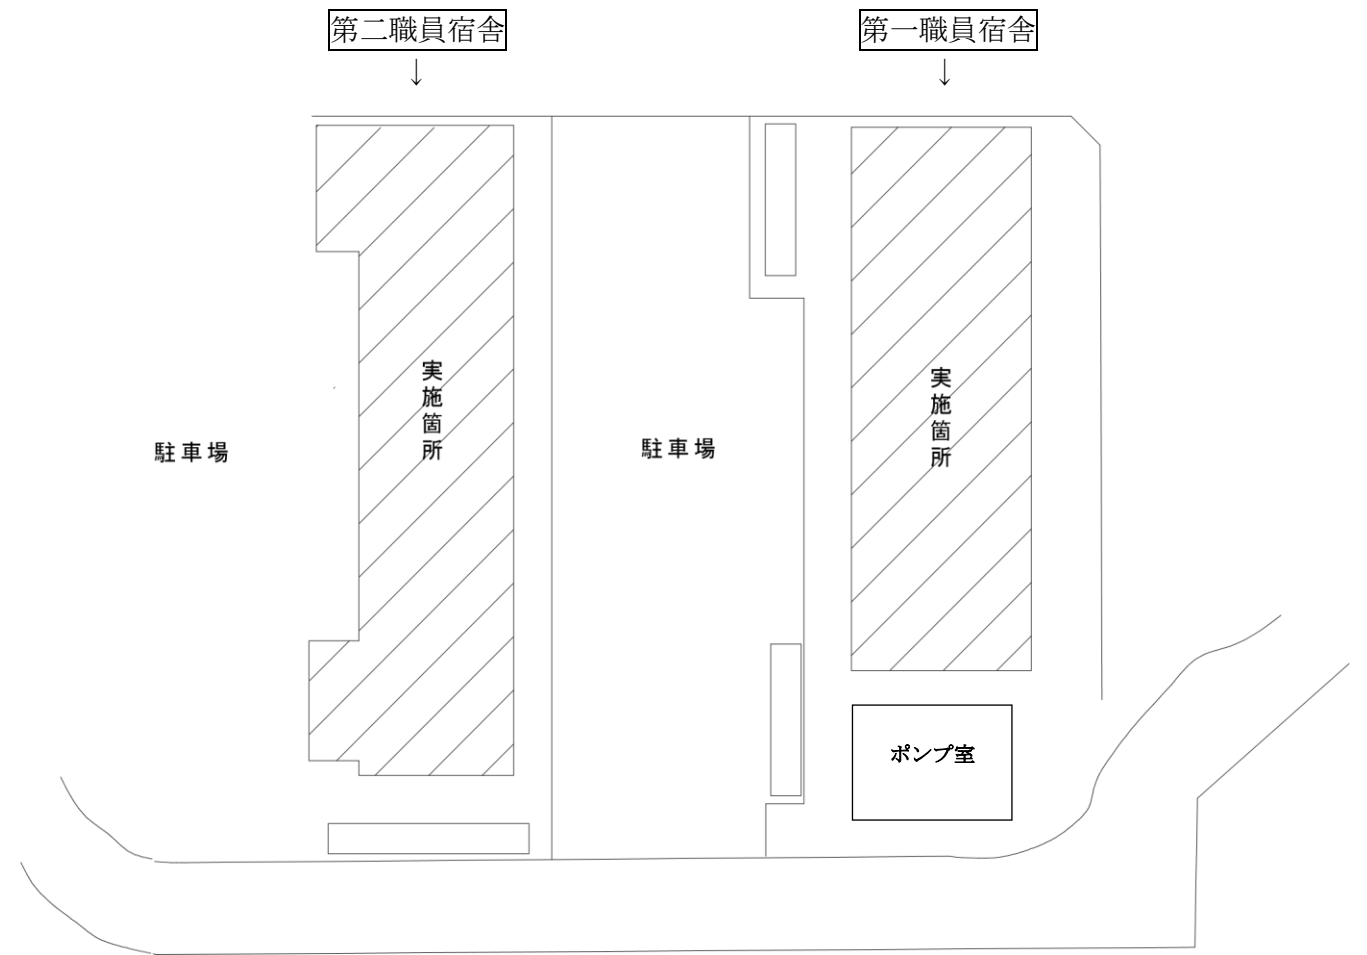 第二職員宿舎
第一職員宿舎
↓
↓
実施箇所
実施箇所
駐車場
駐車場
ポンプ室